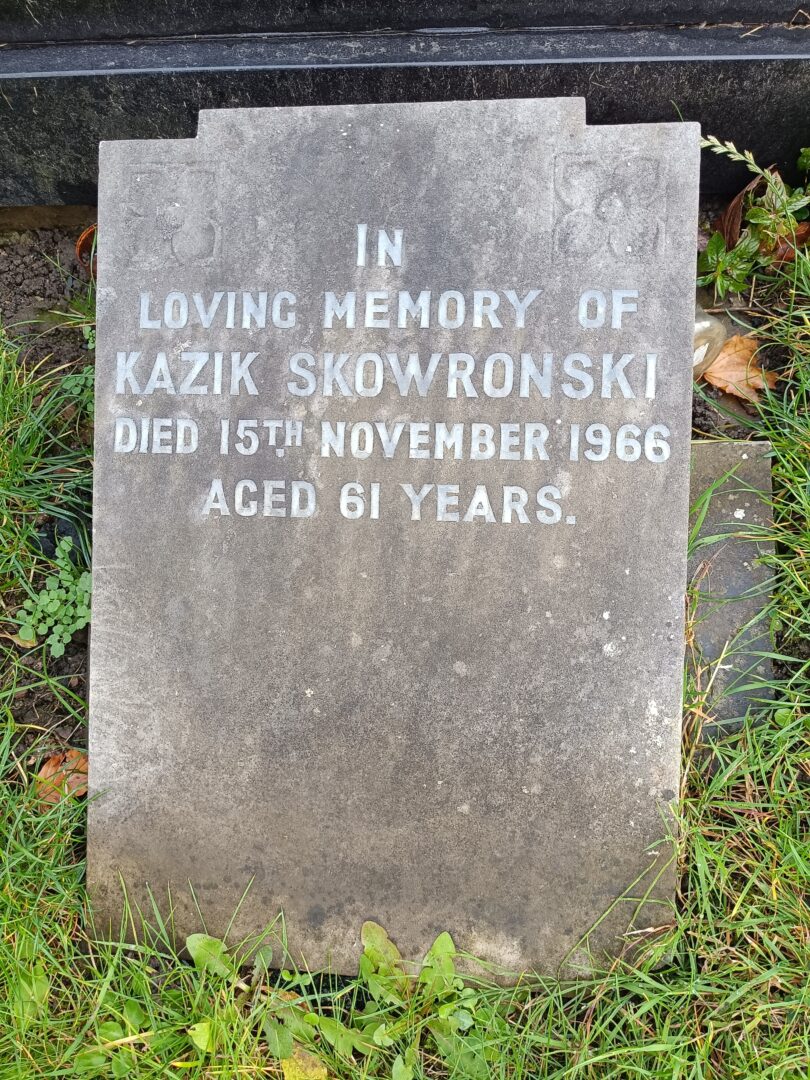 IN
LOVING MEMORY OF
KAZIK SKOWRONSKI
DIED 15TH NOVEMBER 1966
AGED 61 YEARS.